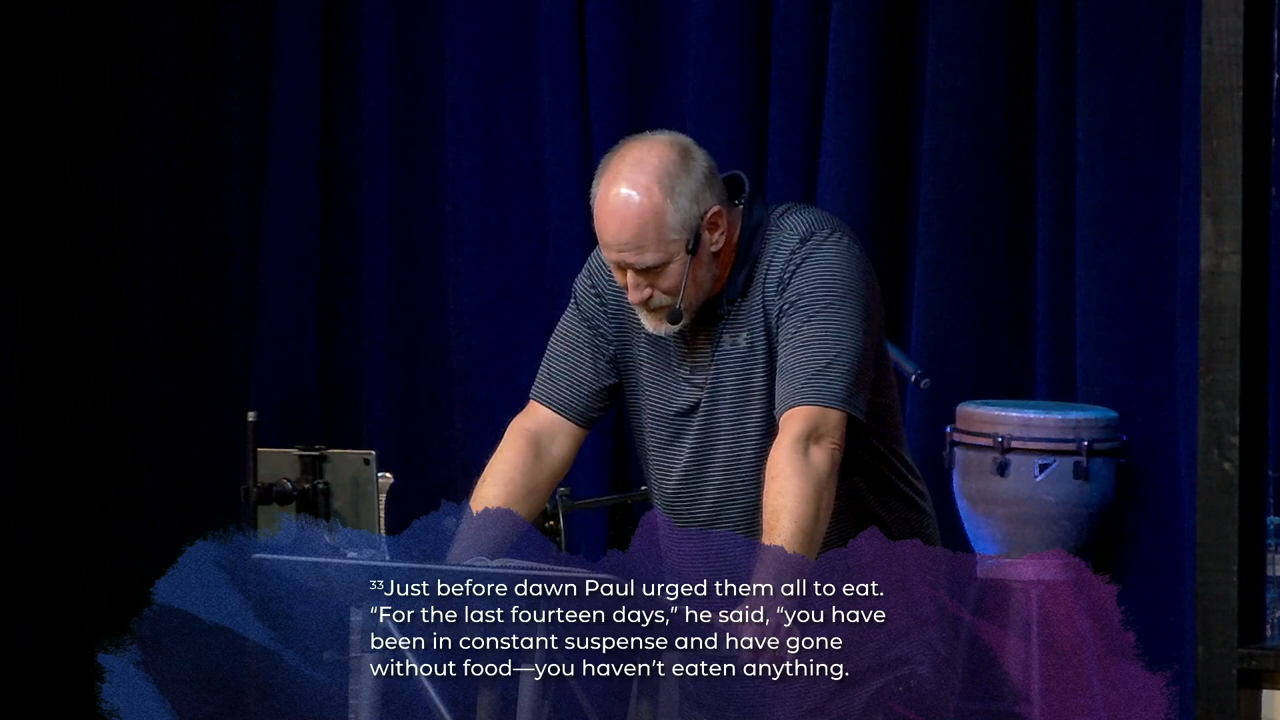 ³³Just before dawn Paul urged them all to eat.
“For the last fourteen days,” he said, “you have
been in constant suspense and have gone
without food—you haven’t eaten anything.